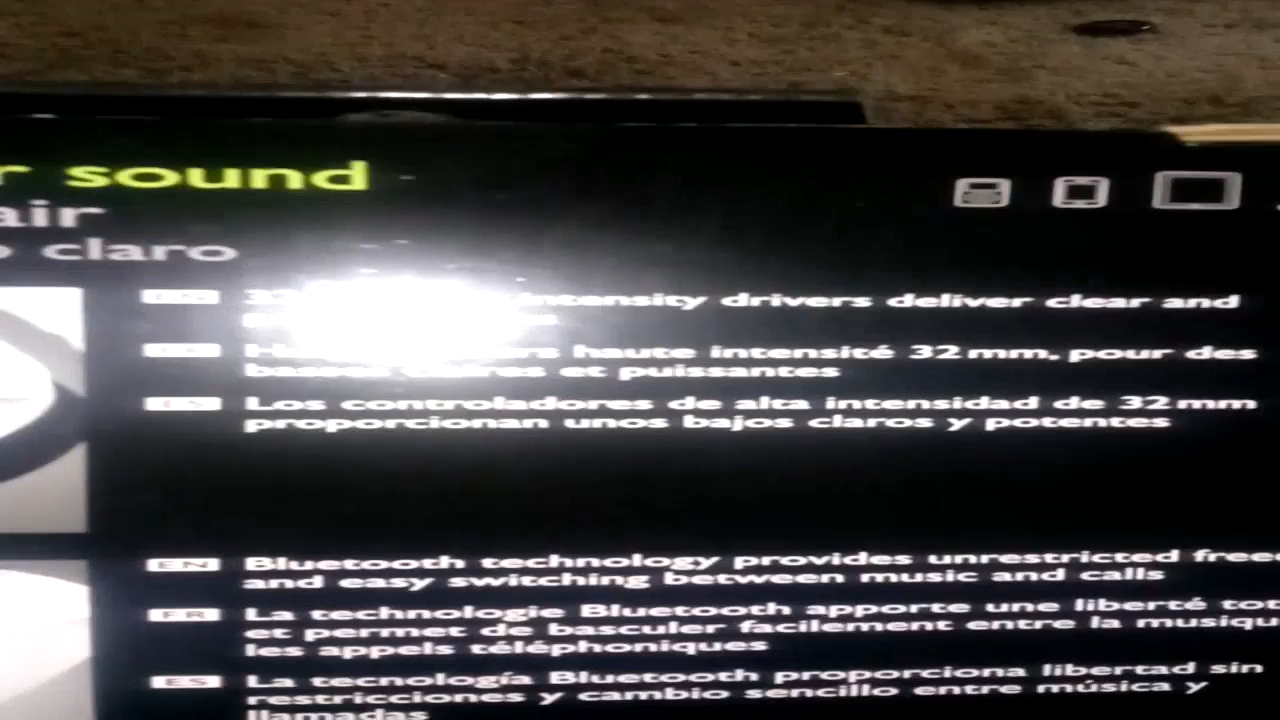 sound
air
claro
intensity drivers deliver clear and
haute intensité 32 mm, pour des
basses claires et puissantes
ES Los controladores de alta intensidad de 32 mm
proporcionan unos bajos claros y potentes
EN Bluetooth technology provides unrestricted
and easy switching between music and calls
FR La technologie Bluetooth apporte une liberté
et permet de basculer facilement entre la
les appels téléphoniques
ES La tecnología Bluetooth proporciona libertad sin
restricciones y cambio sencillo entre música y
llamadas